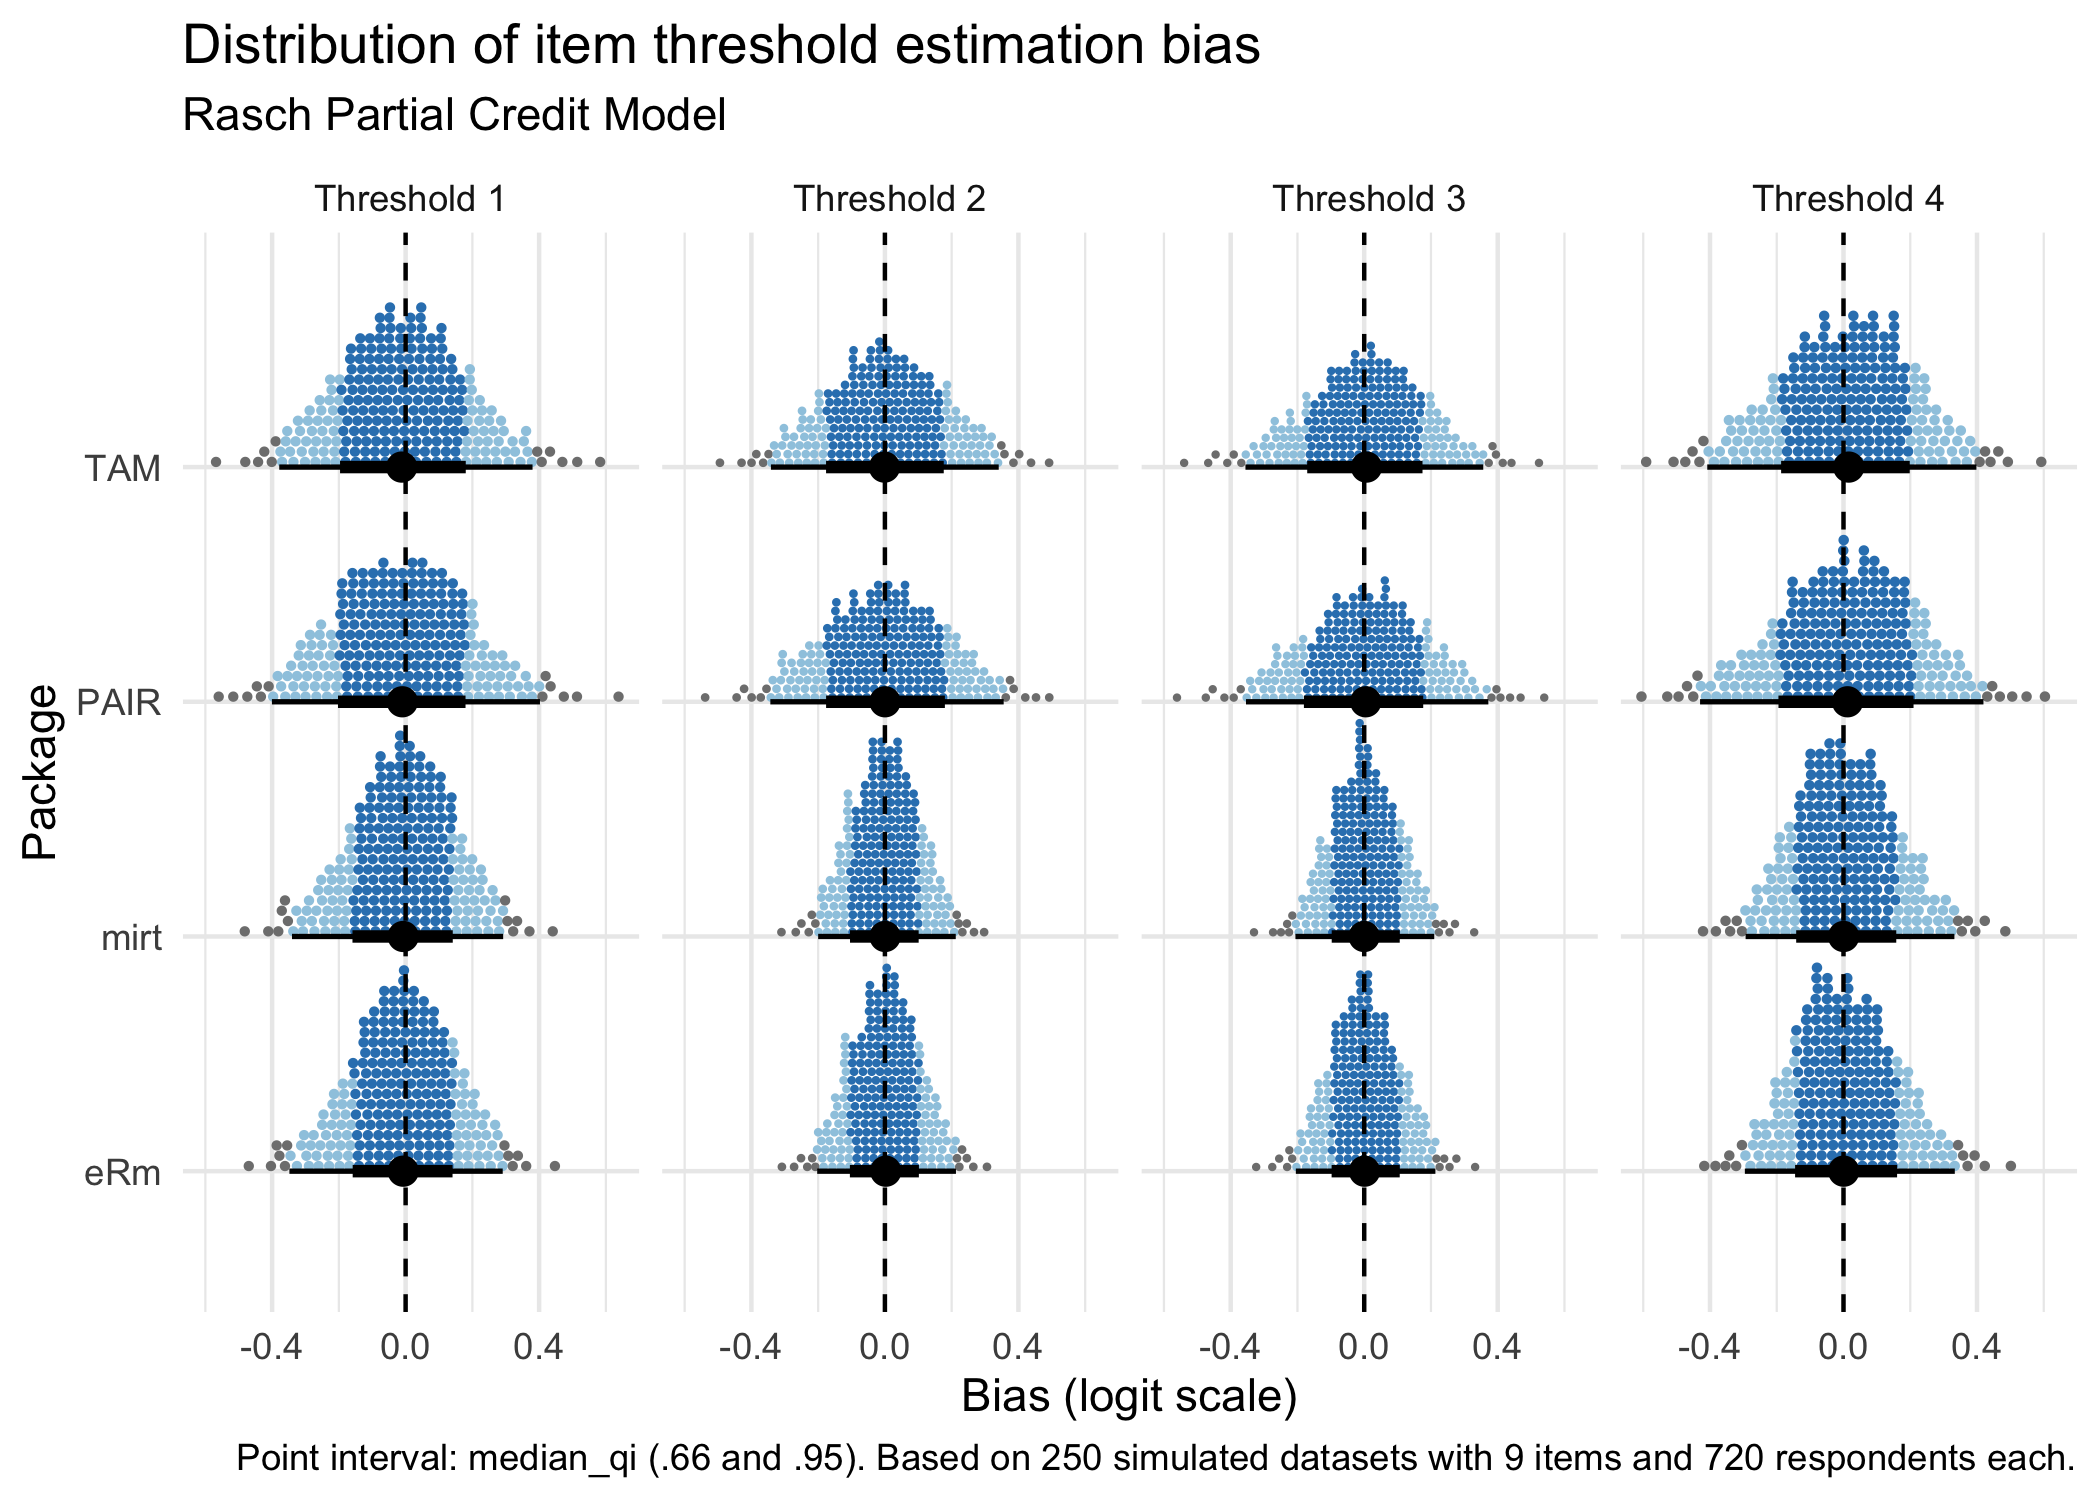 Distribution of item threshold estimation bias
Rasch Partial Credit Model
Threshold 1 Threshold 2 Threshold 3 Threshold 4
Package
TAM
PAIR
mirt
eRm
-0.4 0.0 0.4 -0.4 0.0 0.4 -0.4 0.0 0.4 -0.4 0.0 0.4
Bias (logit scale)
Point interval: median_qi (.66 and .95). Based on 250 simulated datasets with 9 items and 720 respondents each.